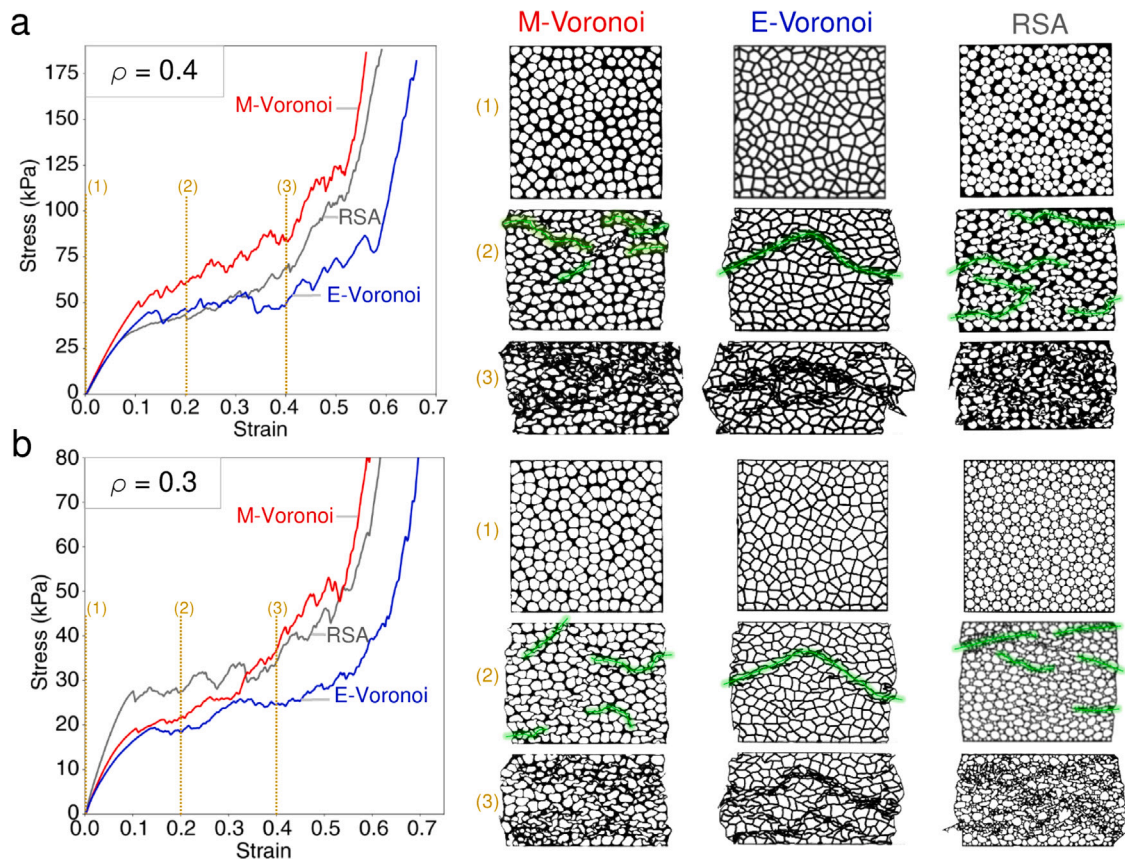 a
M-Voronoi E-Voronoi RSA
ρ = 0.4
Stress (kPa)
175
150
125
100
75
50
25
0
M-Voronoi
RSA
E-Voronoi
(1) (2) (3)
0.0 0.1 0.2 0.3 0.4 0.5 0.6 0.7
Strain
(1)
(2)
(3)
b
ρ = 0.3
Stress (kPa)
80
70
60
50
40
30
20
10
0
M-Voronoi
(1) (2) (3)
RSA
E-Voronoi
0.0 0.1 0.2 0.3 0.4 0.5 0.6 0.7
Strain
(1)
(2)
(3)